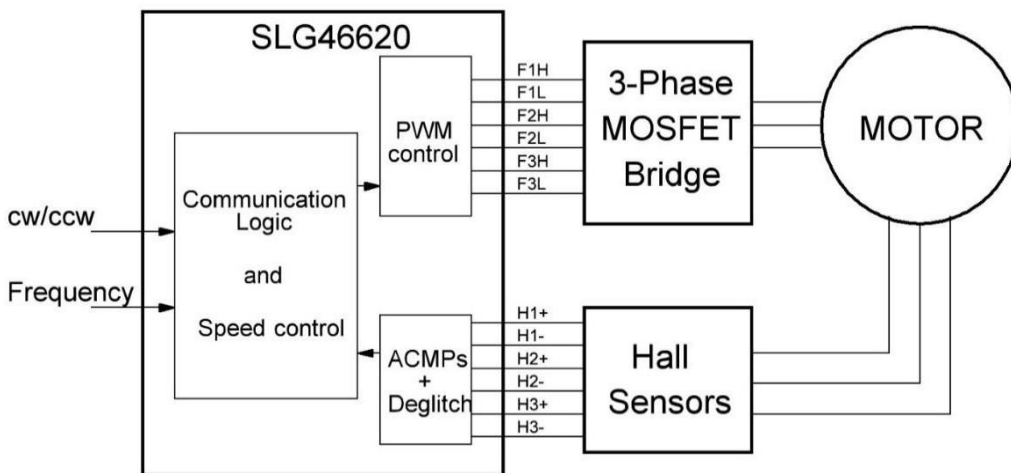 SLG46620
cw/ccw
Frequency
Communication
Logic
and
Speed control
PWM
control
ACMPs
+
Deglitch
F1H
F1L
F2H
F2L
F3H
F3L
H1+
H1-
H2+
H2-
H3+
H3-
3-Phase
MOSFET
Bridge
Hall
Sensors
MOTOR